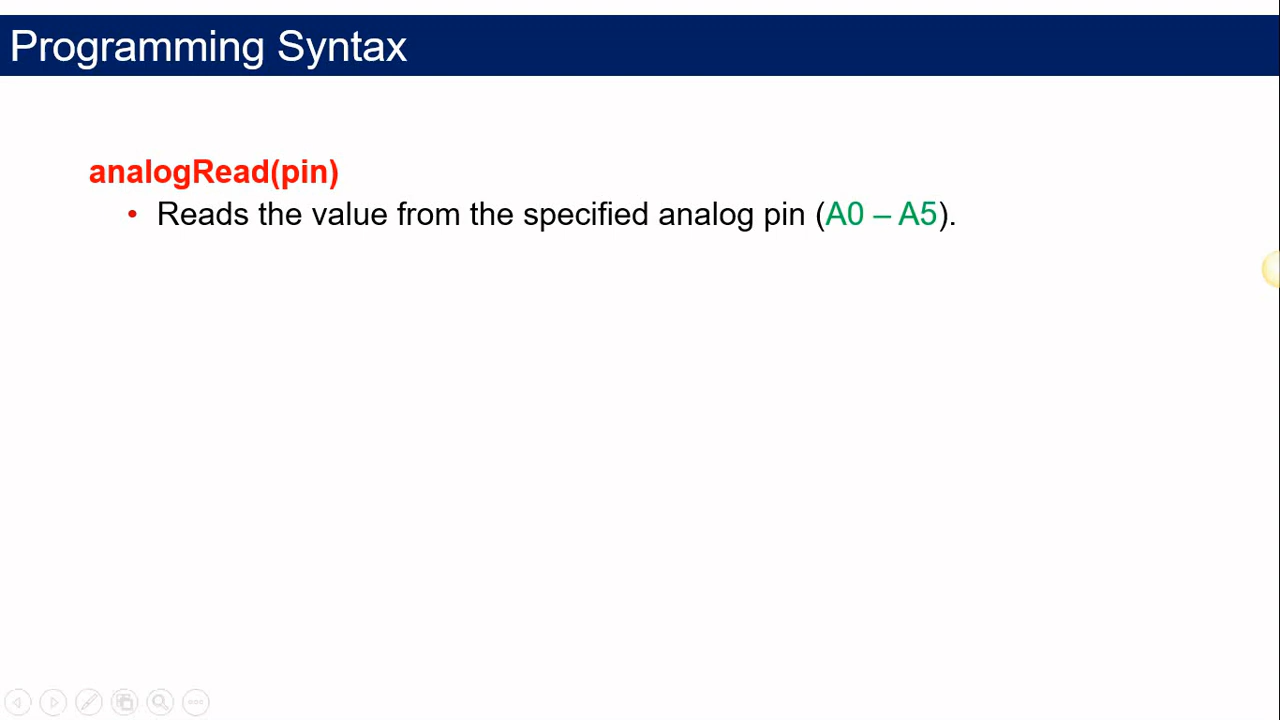 Programming Syntax
analogRead(pin)
• Reads the value from the specified analog pin (A0 – A5).